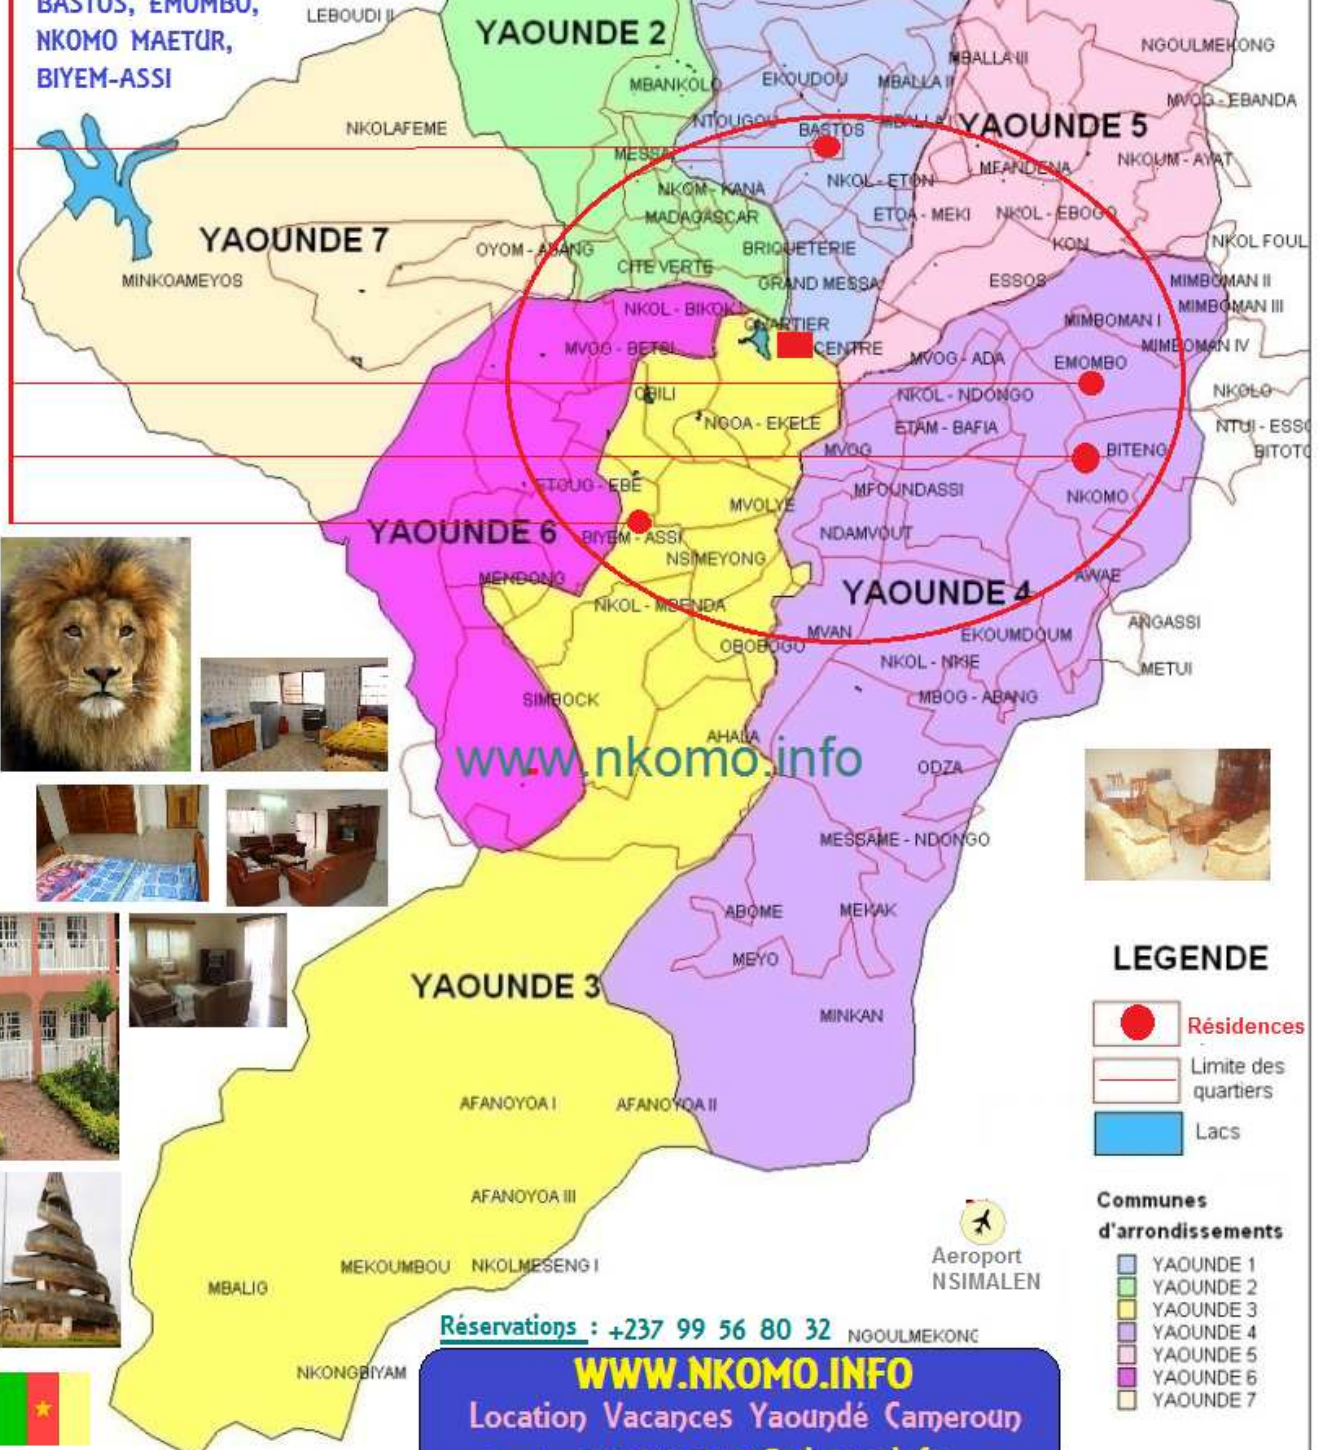 BASTOS, EMOMBO,
NKOMO MAETUR,
BIYEM-ASSI
LEBOUDI II
YAOUNDE 2
MBANKOLO
EKOUDOU
MBALLA II
MBALLA III
NGOULMEKONG
MVOG - EBANDA
NKOLAFEME
NTOUGOU
BASTOS
MBALLA I
YAOUNDE 5
MESSA
MFANDENA
NKOUM - AYAT
NKOM - KANA
NKOL - ETON
MADAGASCAR
ETOA - MEKI
NKOL - EBOGO
YAOUNDE 7
OYOM - ABANG
BRIQUETERIE
KON
NKOL FOUL
CITE VERTE
GRAND MESSA
ESSOS
MINKOAMEYOS
MIMBOMAN II
NKOL - BIKOK
MIMBOMAN III
QUARTIER
MIMBOMAN I
MVOG - BETSI
CENTRE
MIMBOMAN IV
MVOG - ADA
EMOMBO
OBILI
NKOL - NDONGO
NKOLO
NGOA - EKELE
ETAM - BAFIA
NTUI - ESSO
MVOG
BITENG
BITOTO
ETOUG - EBE
MFOUNDASSI
NKOMO
MVOLYE
YAOUNDE 6
BIYEM - ASSI
NDAMVOUT
NSIMEYONG
MENDONG
AWAE
YAOUNDE 4
NKOL - MBENDA
ANGASSI
MVAN
EKOUMDOUM
OBOBOGO
NKOL - NKIE
METUI
SIMBOCK
MBOG - ABANG
AHALA
www.nkomo.info
ODZA
MESSAME - NDONGO
ABOME
MEKAK
MEYO
YAOUNDE 3
MINKAN
AFANOYOA I
AFANOYOA II
AFANOYOA III
MEKOUMBOU
NKOLMESENG I
MBALIG
NKONGBIYAM
LEGENDE
Résidences
Limite des
quartiers
Lacs
Communes
d'arrondissements
YAOUNDE 1
YAOUNDE 2
YAOUNDE 3
YAOUNDE 4
YAOUNDE 5
YAOUNDE 6
YAOUNDE 7
Aeroport
NSIMALEN
Réservations : +237 99 56 80 32
NGOULMEKONG
WWW.NKOMO.INFO
Location Vacances Yaoundé Cameroun